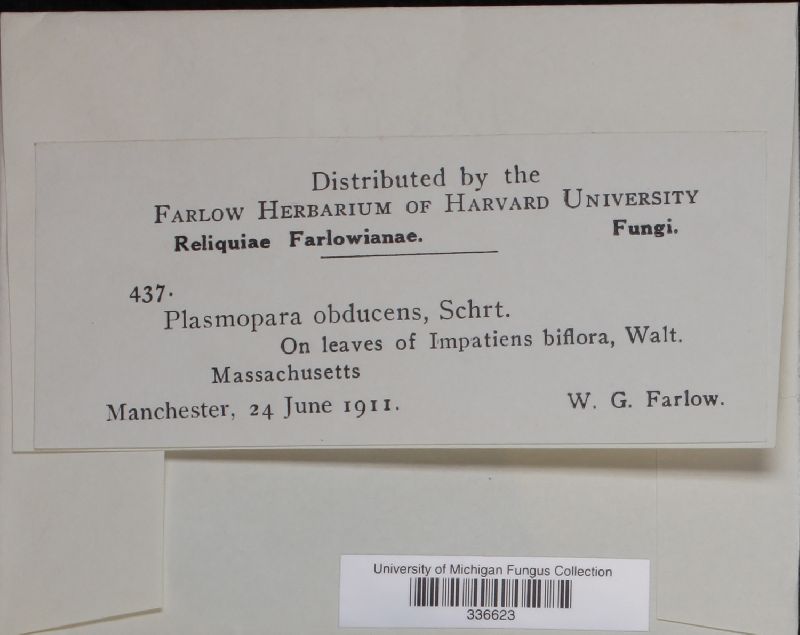 Distributed by the
FARLOW HERBARIUM OF HARVARD UNIVERSITY
Reliquiae Farlowianae. Fungi.
437.
Plasmopara obducens, Schrt.
On leaves of Impatiens biflora, Walt.
Massachusetts
Manchester, 24 June 1911. W. G. Farlow.
University of Michigan Fungus Collection
336623